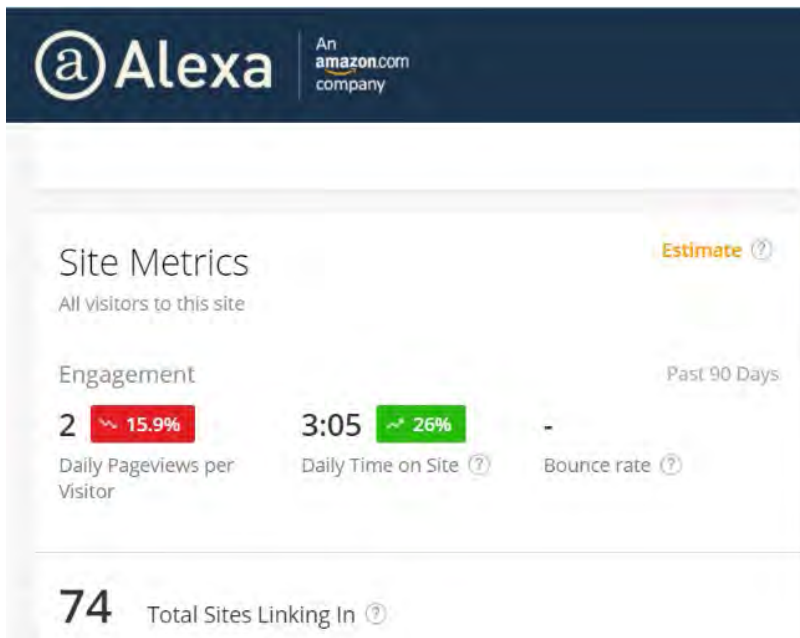 a Alexa
An
amazon.com
company
Site Metrics
Estimate ?
All visitors to this site
Engagement
Past 90 Days
2 15.9%
3:05 26%
-
Daily Pageviews per
Visitor
Daily Time on Site ?
Bounce rate ?
74 Total Sites Linking In ?